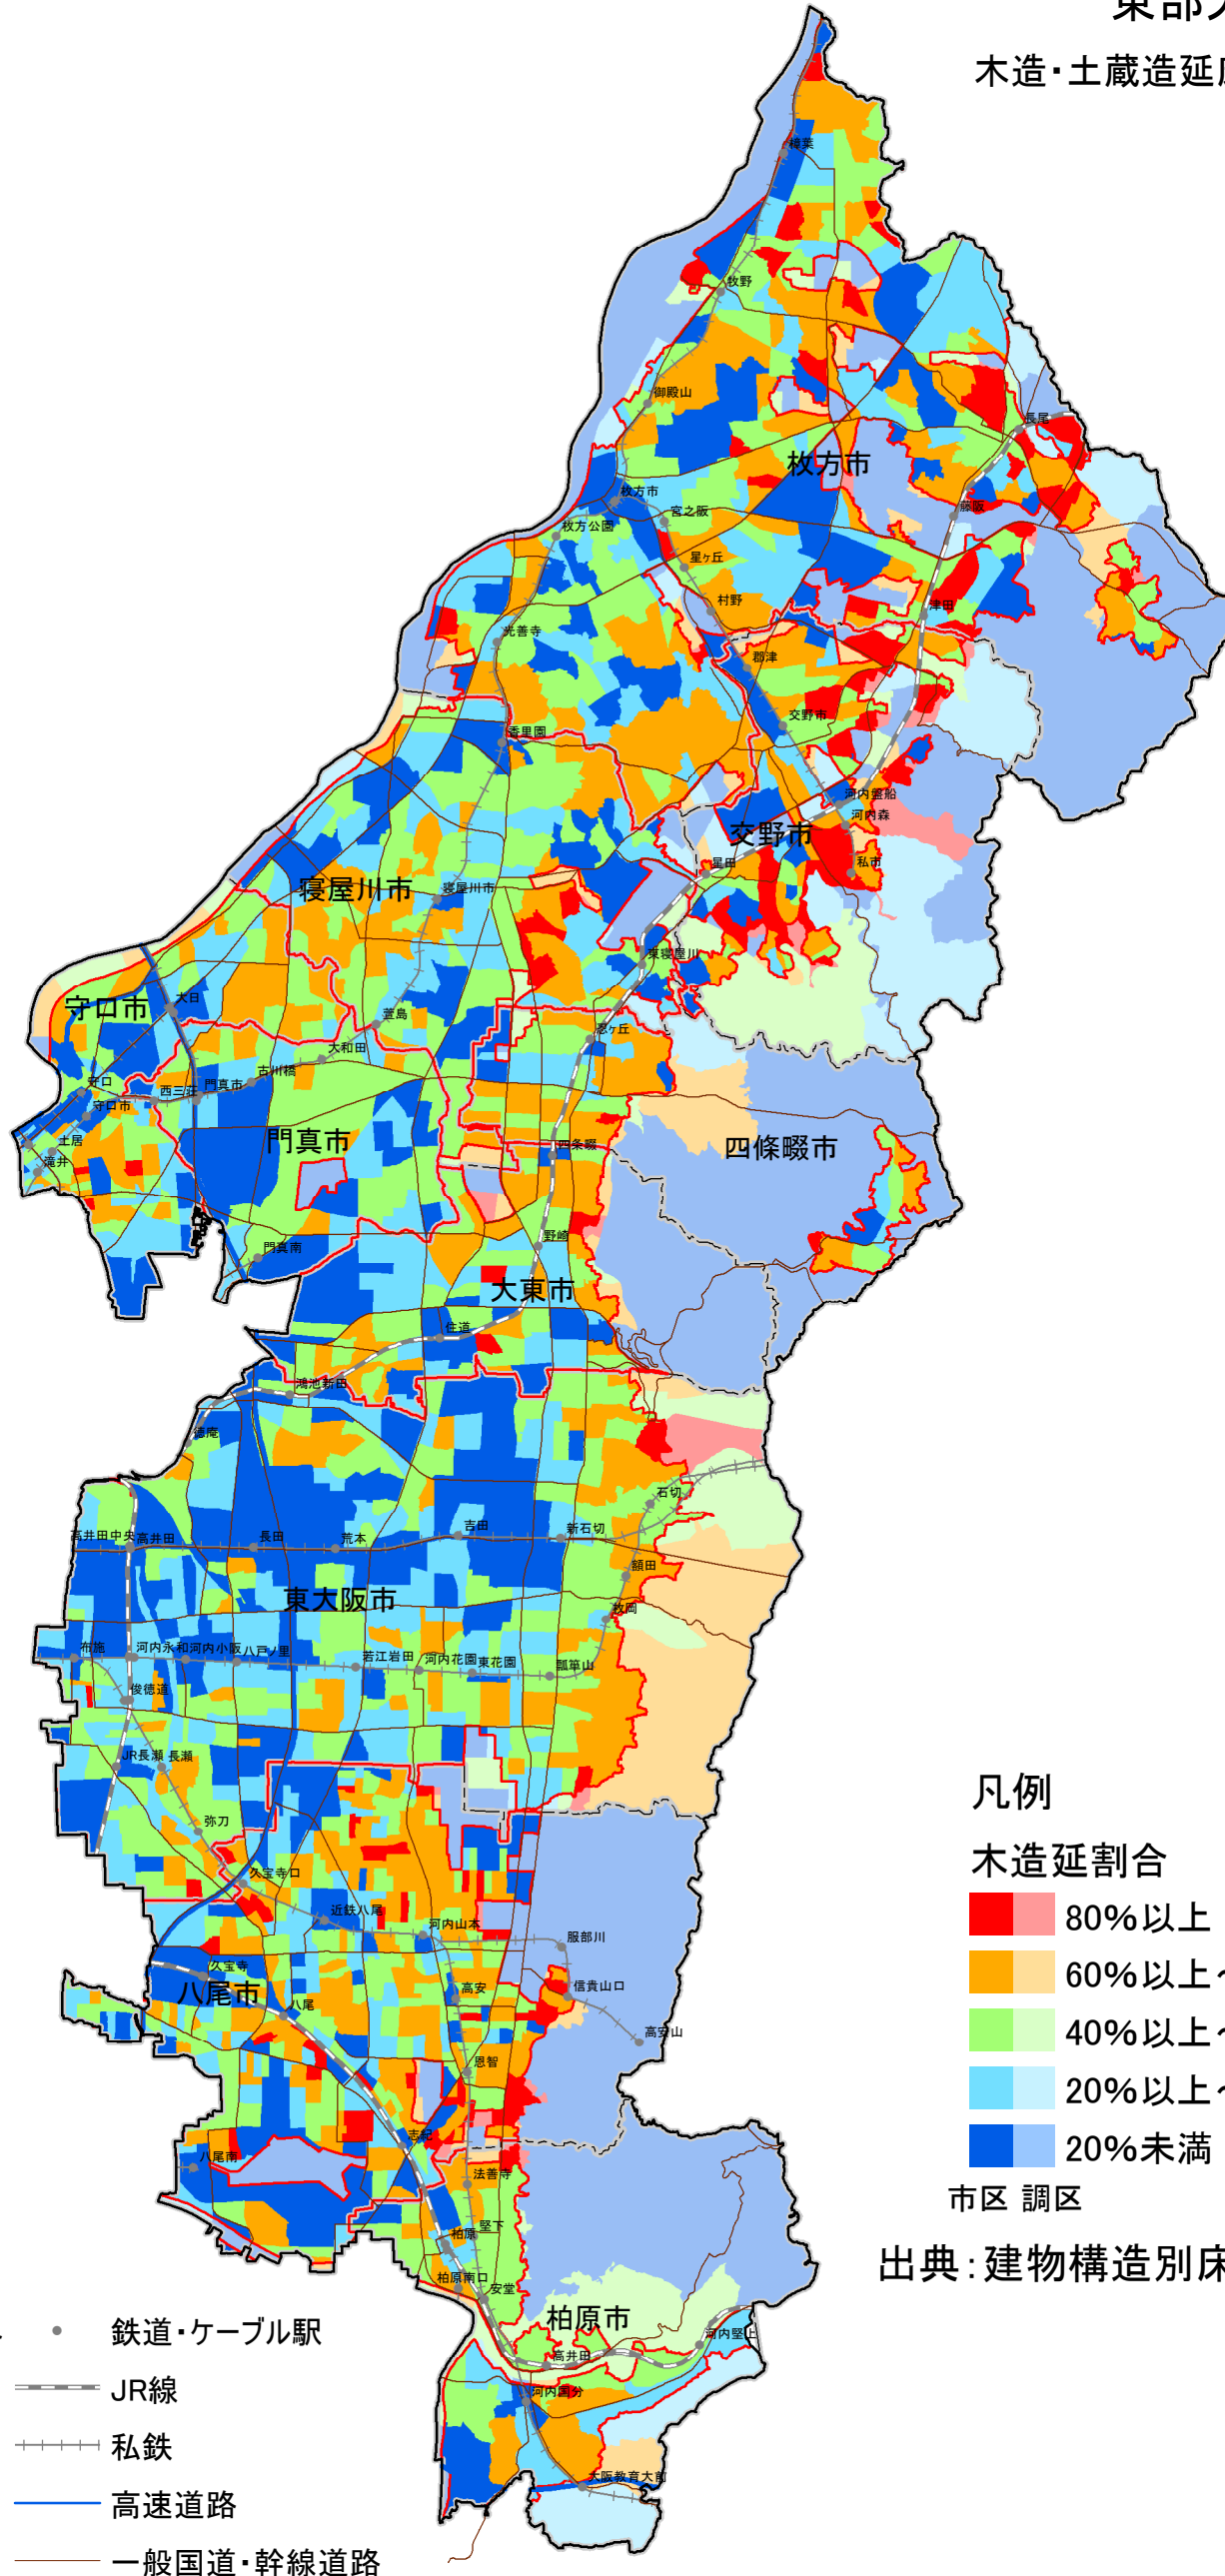 東部大
木造・土蔵造延床
樟葉
牧野
御殿山
長尾
枚方市
枚方市
藤阪
宮之阪
枚方公園
星ヶ丘
村野
津田
光善寺
郡津
交野市
香里園
河内磐船
河内森
交野市
私市
星田
寝屋川市
寝屋川市
東寝屋川
守口市
大日
萱島
忍ヶ丘
大和田
古川橋
門真市
西三荘
守口
守口市
土居
滝井
門真市
四条畷
四條畷市
野崎
門真南
大東市
住道
鴻池新田
徳庵
石切
高井田中央
高井田
長田
荒本
吉田
新石切
額田
東大阪市
枚岡
布施
河内永和
河内小阪
八戸ノ里
若江岩田
河内花園
東花園
瓢箪山
俊徳道
JR長瀬
長瀬
弥刀
久宝寺口
近鉄八尾
河内山本
服部川
久宝寺
八尾市
八尾
高安
信貴山口
高安山
恩智
志紀
八尾南
法善寺
堅下
柏原
柏原南口
安堂
柏原市
河内堅上
高井田
河内国分
大阪教育大前
凡例
木造延割合
80%以上
60%以上~
40%以上~
20%以上~
20%未満
市区 調区
出典:建物構造別床
鉄道・ケーブル駅
JR線
私鉄
高速道路
一般国道・幹線道路